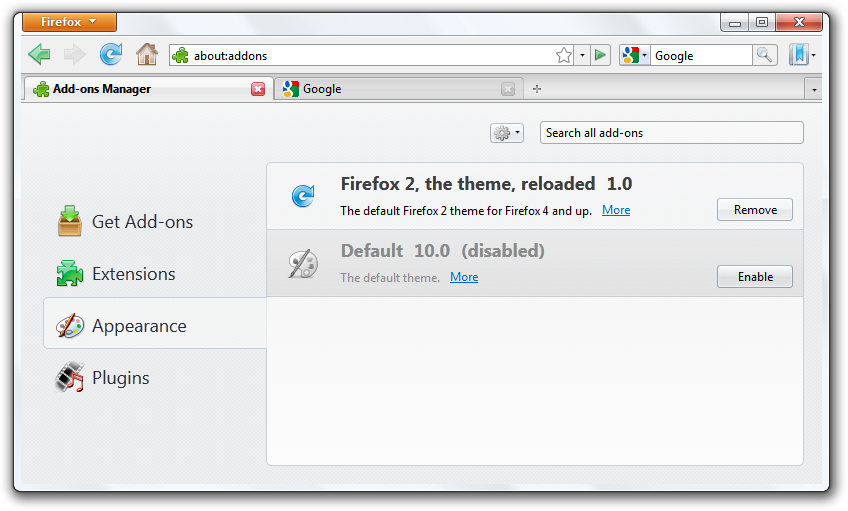 Firefox
about:addons
Google
Add-ons Manager
Google
Search all add-ons
Get Add-ons
Extensions
Appearance
Plugins
Firefox 2, the theme, reloaded 1.0
The default Firefox 2 theme for Firefox 4 and up. More
Remove
Default 10.0 (disabled)
The default theme. More
Enable